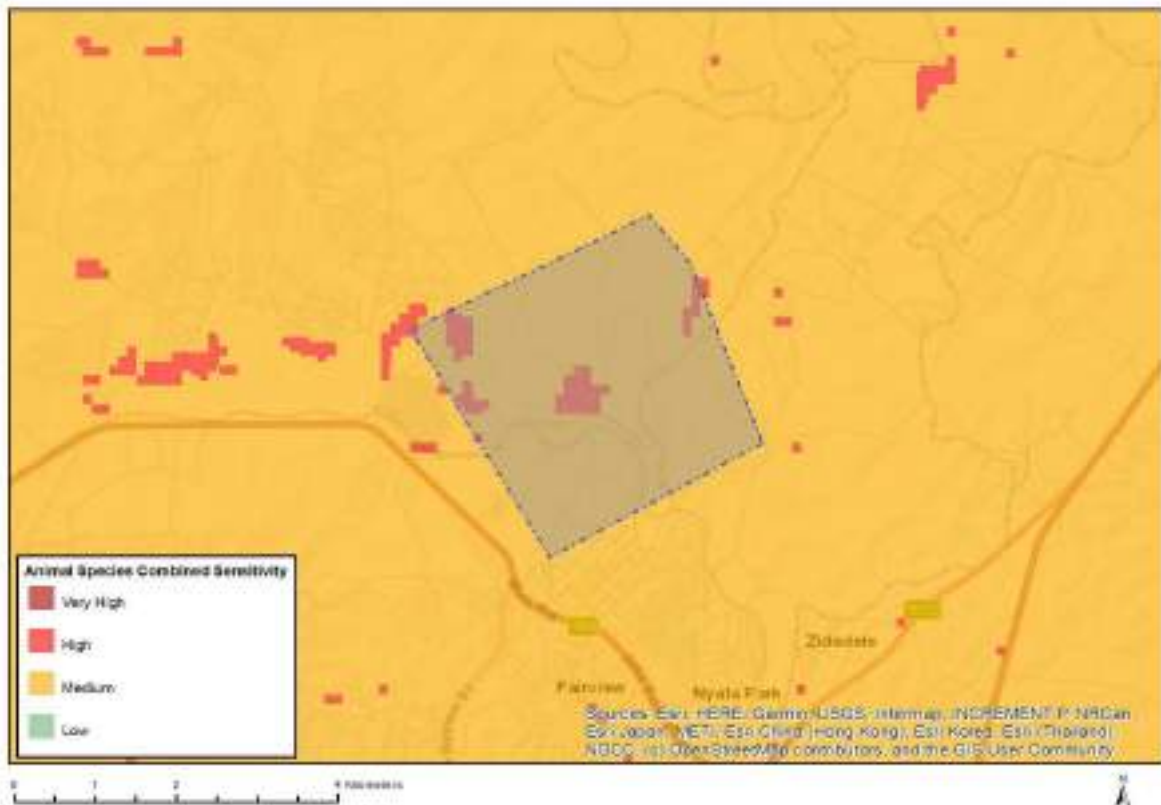 Zidedele
Fairview
Nyala Park
Animal Species Combined Sensitivity
Very High
High
Medium
Low
Sources: Esri, HERE, Garmin, USGS, Intermap, INCREMENT P, NRCan
Esri Japan, METI, Esri China (Hong Kong), Esri Korea, Esri (Thailand),
NGCC, (c) OpenStreetMap contributors, and the GIS User Community
0 1 2 4 Kilometers
N